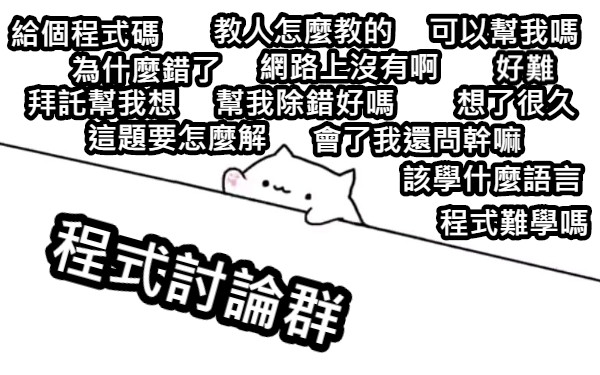 給個程式碼 教人怎麼教的 可以幫我嗎
為什麼錯了 網路上沒有啊 好難
拜託幫我想 幫我除錯好嗎 想了很久
這題要怎麼解 會了我還問幹嘛
該學什麼語言
程式難學嗎
程式討論群